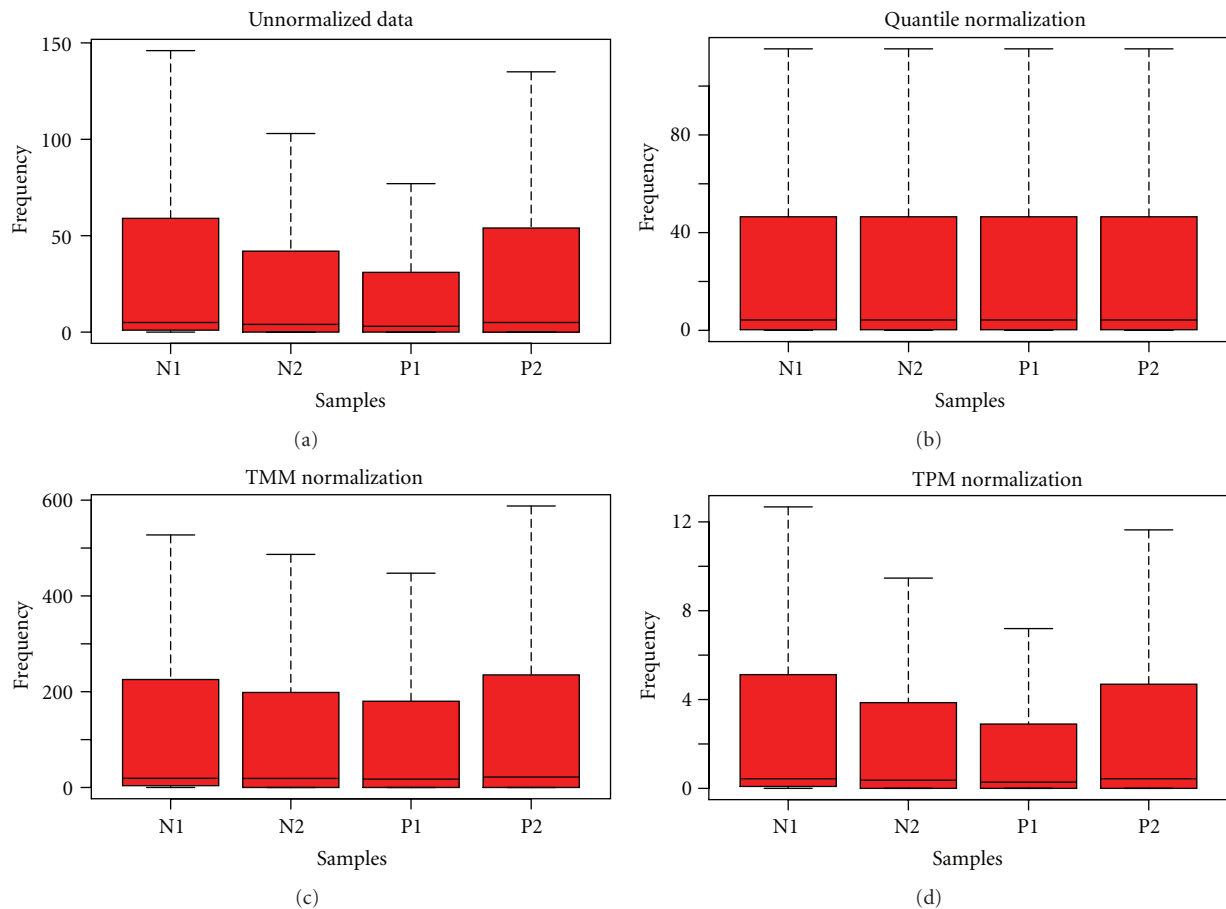 Unnormalized data
150
100
50
0
Frequency
N1 N2 P1 P2
Samples
(a)
Quantile normalization
80
40
0
Frequency
N1 N2 P1 P2
Samples
(b)
TMM normalization
600
400
200
0
Frequency
N1 N2 P1 P2
Samples
(c)
TPM normalization
12
8
4
0
Frequency
N1 N2 P1 P2
Samples
(d)